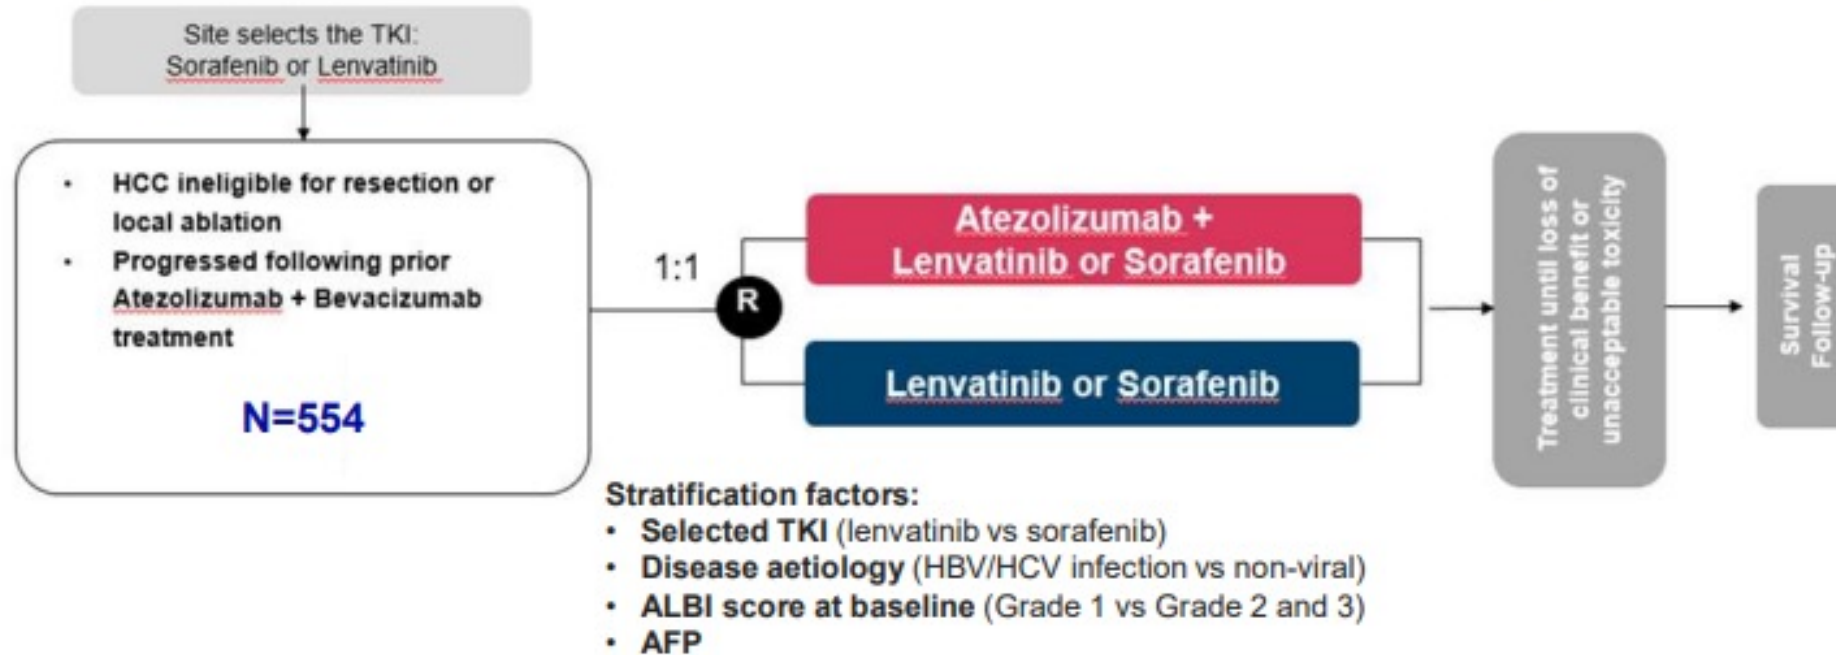 Site selects the TKI:
Sorafenib or Lenvatinib
• HCC ineligible for resection or
local ablation
• Progressed following prior
Atezolizumab + Bevacizumab
treatment
N=554
1:1
R
Atezolizumab +
Lenvatinib or Sorafenib
Lenvatinib or Sorafenib
Treatment until loss of
clinical benefit or
unacceptable toxicity
Survival
Follow-up
Stratification factors:
• Selected TKI (lenvatinib vs sorafenib)
• Disease aetiology (HBV/HCV infection vs non-viral)
• ALBI score at baseline (Grade 1 vs Grade 2 and 3)
• AFP